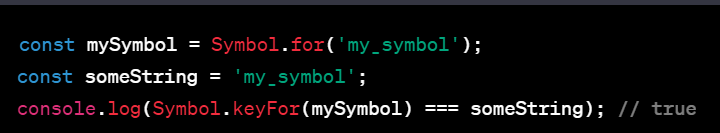 const mySymbol = Symbol.for('my_symbol');
const someString = 'my_symbol';
console.log(Symbol.keyFor(mySymbol) === someString); // true